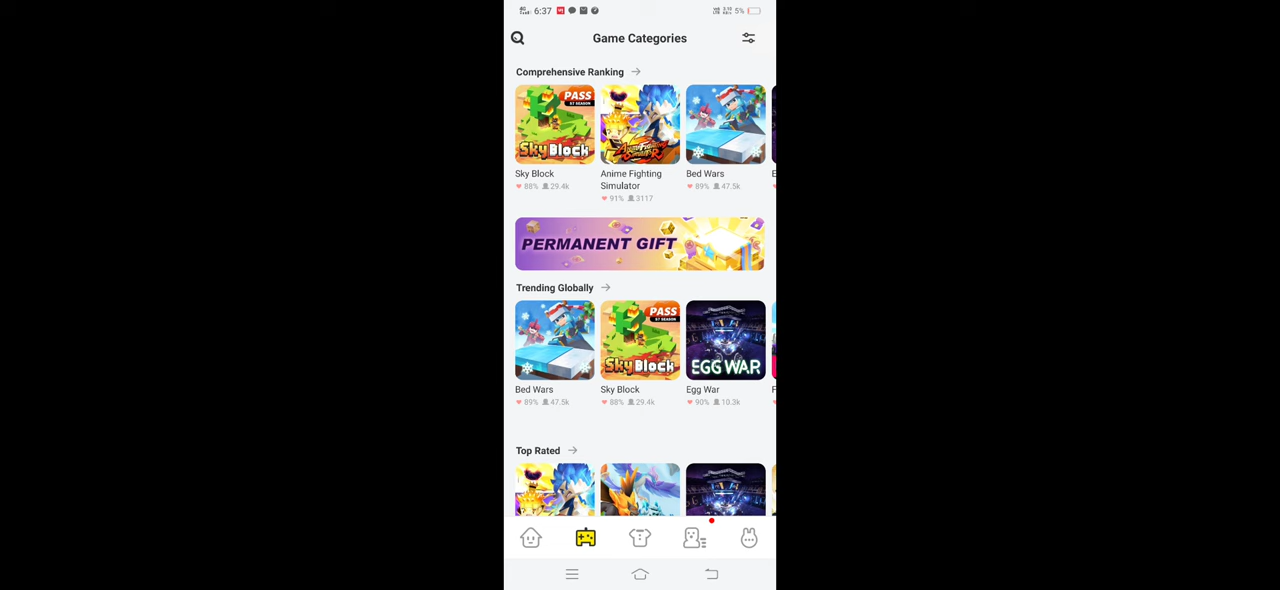 6:37
5%
Game Categories
Comprehensive Ranking
PASS
Sky Block
Sky Block
88% 29.4k
Anime Fighting
Simulator
91% 3117
Bed Wars
89% 47.5k
PERMANENT GIFT
Trending Globally
PASS
Sky Block
EGG WAR
Bed Wars
89% 47.5k
Sky Block
88% 29.4k
Egg War
90% 10.3k
Top Rated